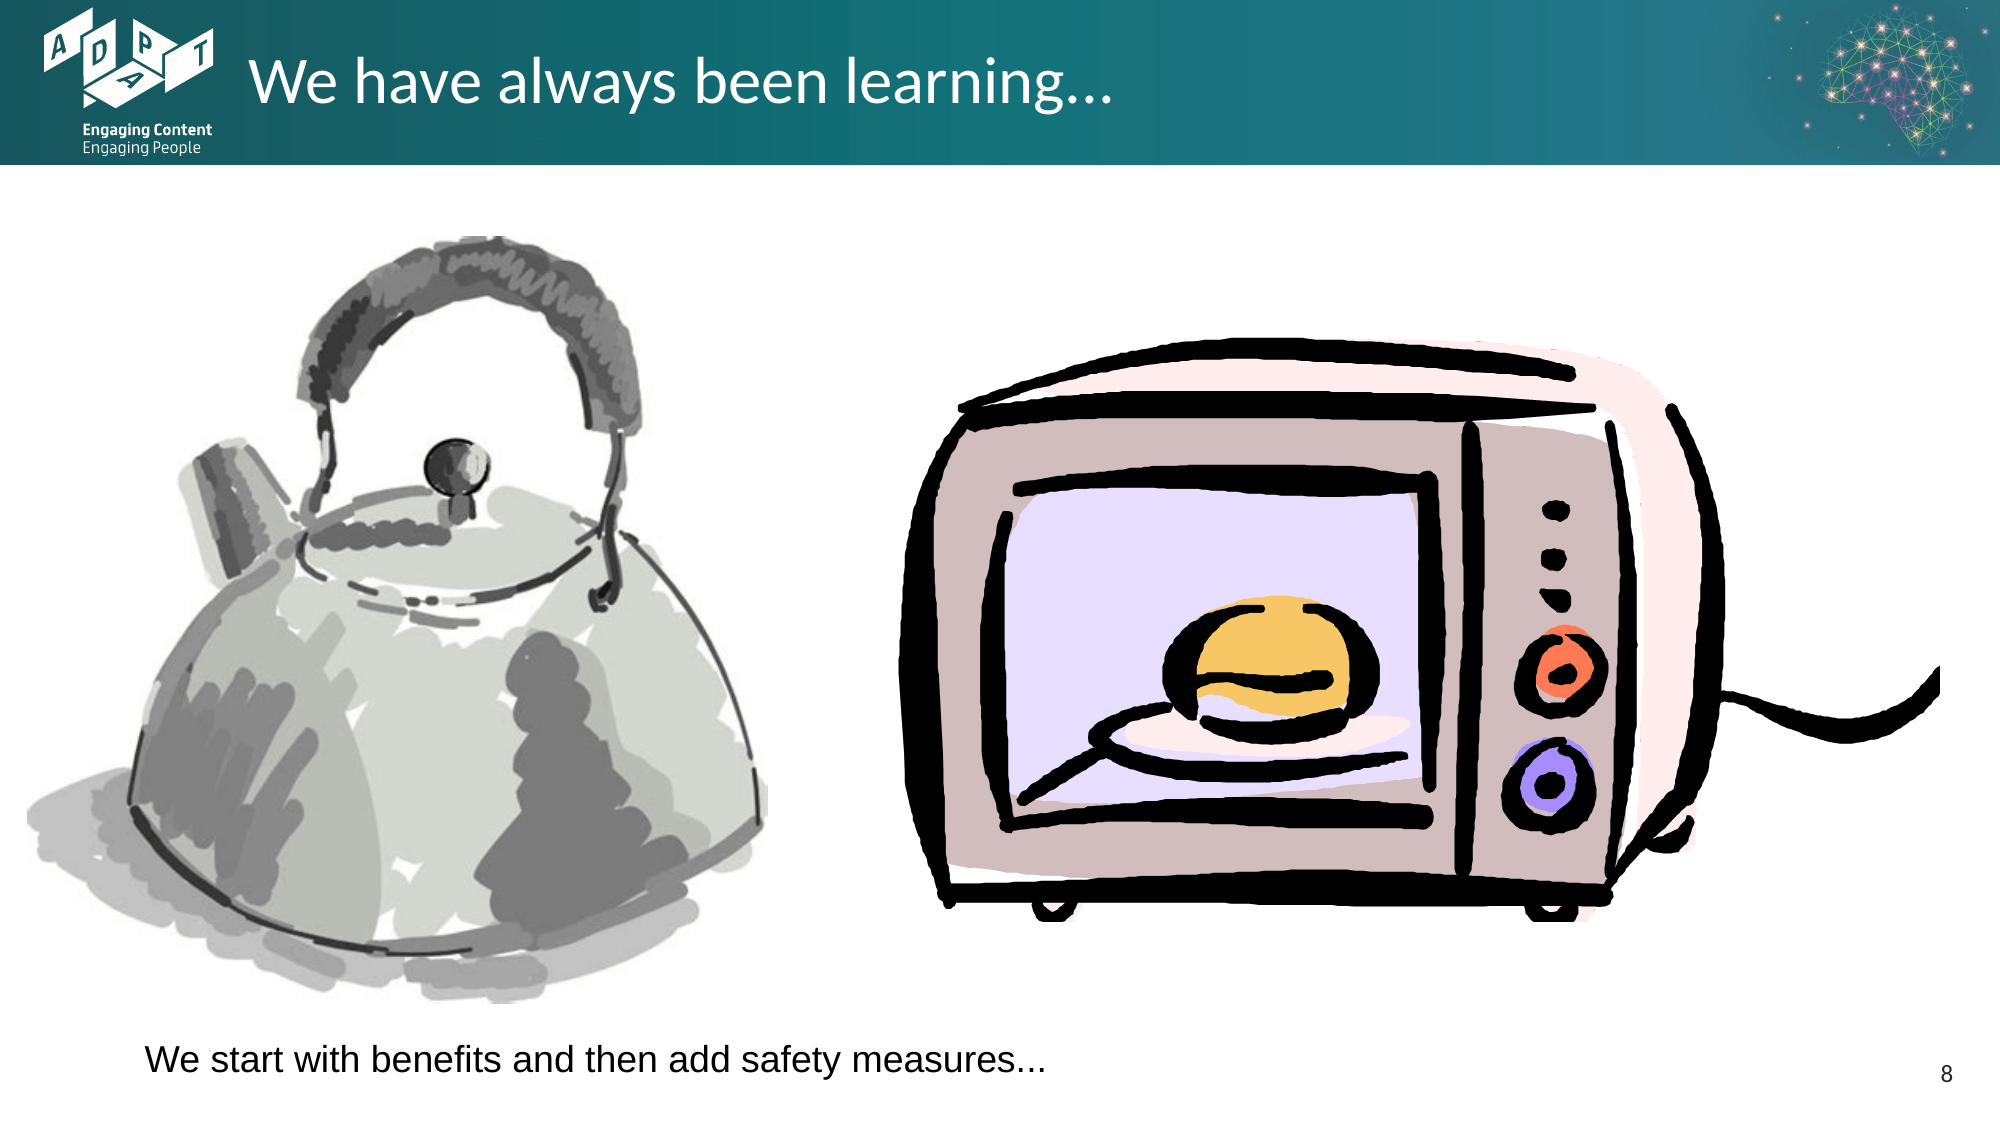 ADAPT
We have always been learning...
Engaging Content
Engaging People
We start with benefits and then add safety measures...
8